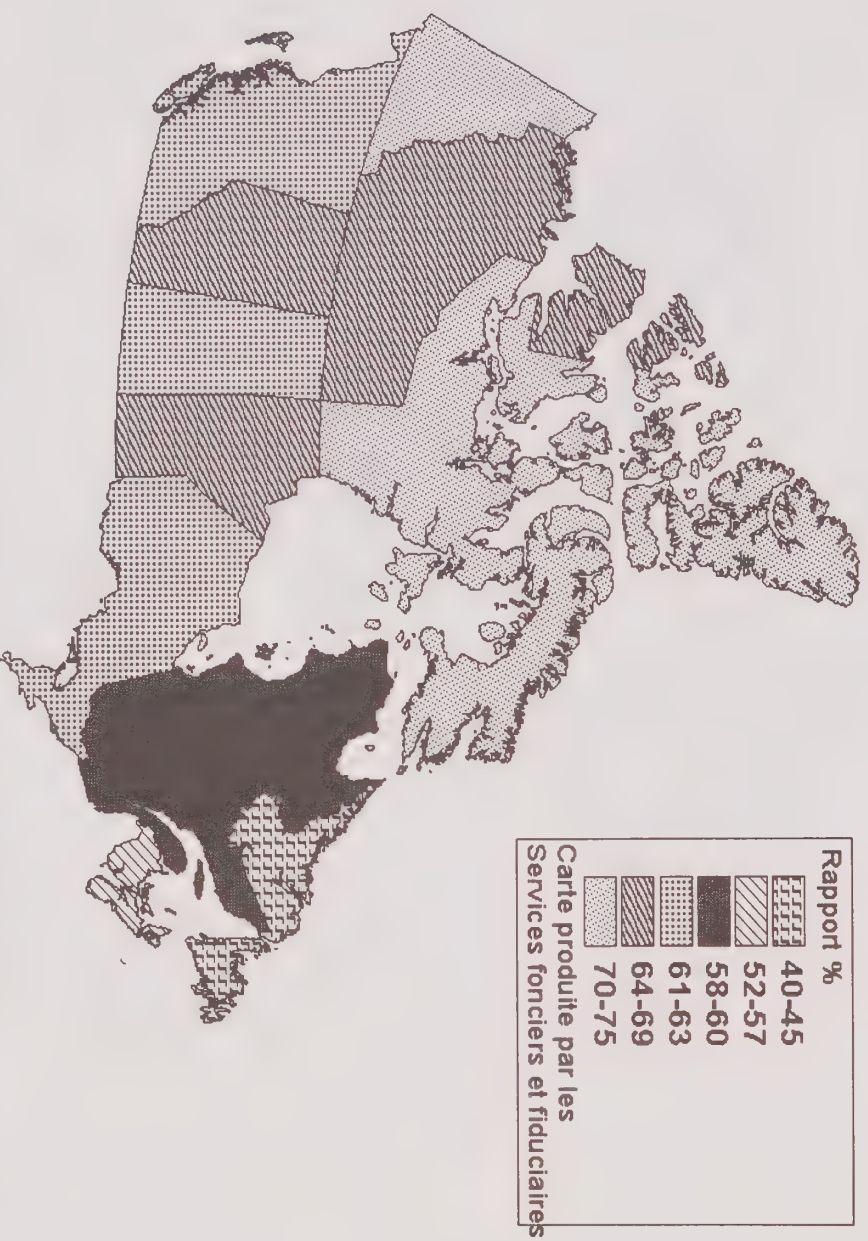 Rapport %
40-45
52-57
58-60
61-63
64-69
70-75
Carte produite par les
Services fonciers et fiduciaires